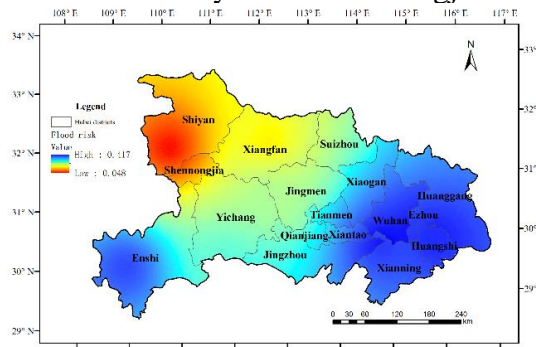 108° E 109° E 110° E 111° E 112° E 113° E 114° E 115° E 116° E 117° E
34° N
33° N
32° N
31° N
30° N
29° N
34° N
33° N
32° N
31° N
30° N
29° N
N
Legend
Hubei districts
Flood risk
Value
High : 0.417
Low : 0.048
Shiyan
Xiangfan
Suizhou
Shennongjia
Xiaogan
Jingmen
Huanggang
Yichang
Tianmen
Wuhan
Ezhou
Qianjiang
Xiantao
Huangshi
Enshi
Jingzhou
Xianning
0 30 60 120 180 240
km